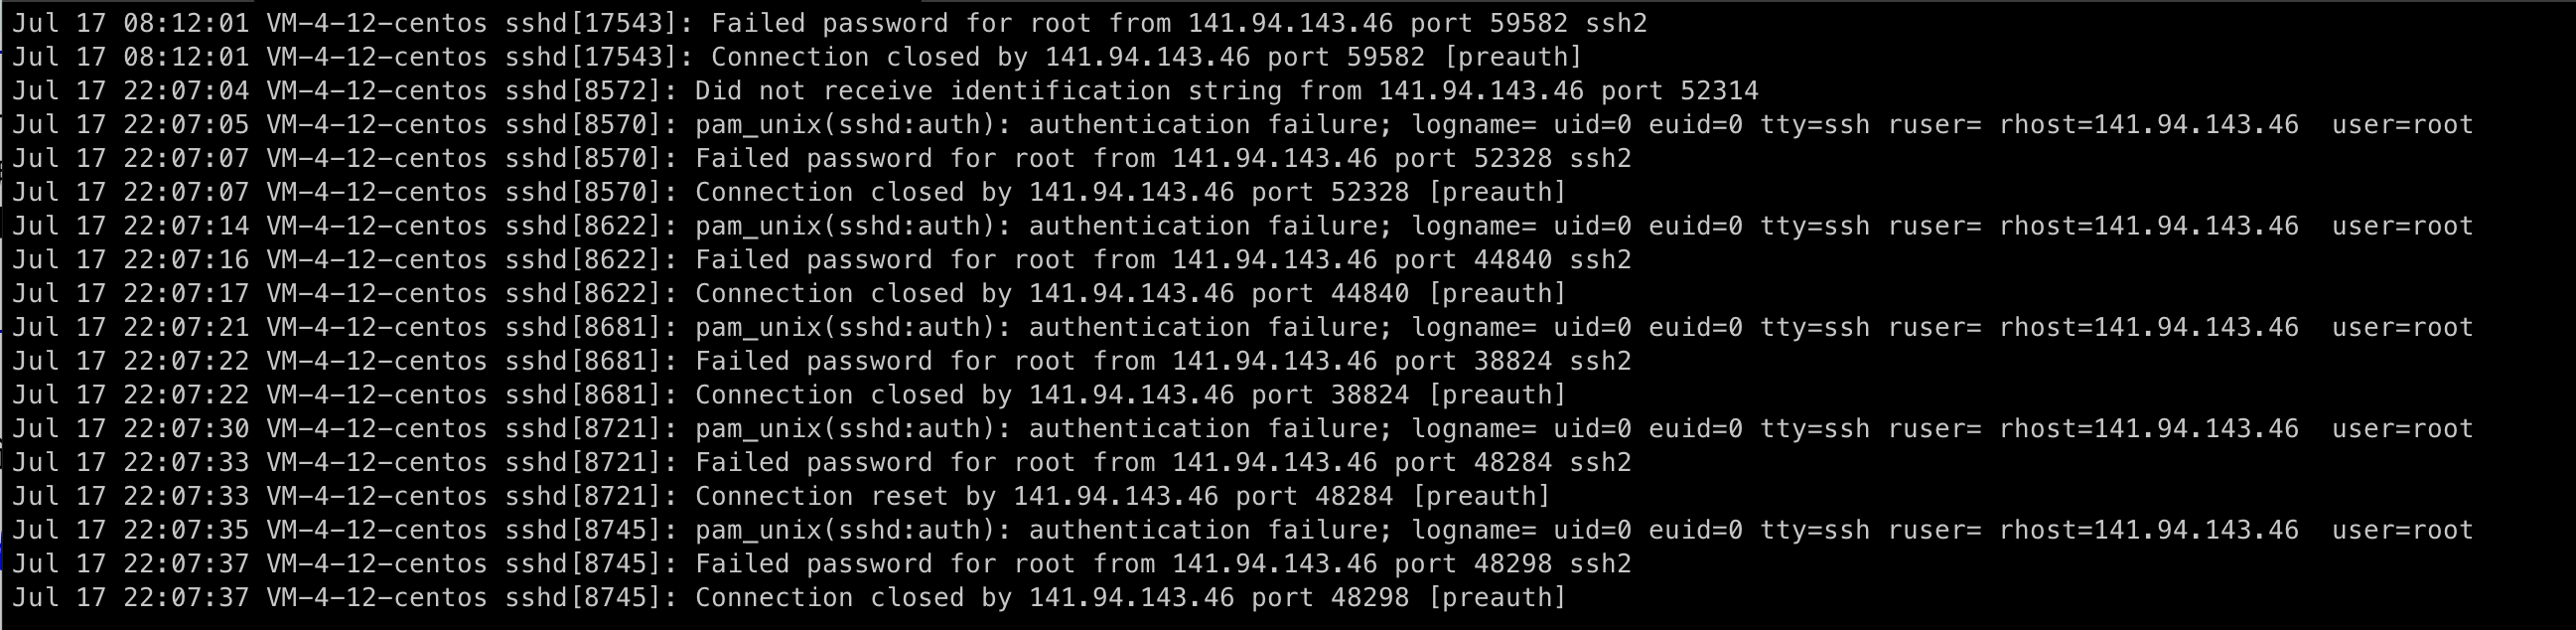 Jul 17 08:12:01 VM-4-12-centos sshd[17543]: Failed password for root from 141.94.143.46 port 59582 ssh2
Jul 17 08:12:01 VM-4-12-centos sshd[17543]: Connection closed by 141.94.143.46 port 59582 [preauth]
Jul 17 22:07:04 VM-4-12-centos sshd[8572]: Did not receive identification string from 141.94.143.46 port 52314
Jul 17 22:07:05 VM-4-12-centos sshd[8570]: pam_unix(sshd:auth): authentication failure; logname= uid=0 euid=0 tty=ssh ruser= rhost=141.94.143.46  user=root
Jul 17 22:07:07 VM-4-12-centos sshd[8570]: Failed password for root from 141.94.143.46 port 52328 ssh2
Jul 17 22:07:07 VM-4-12-centos sshd[8570]: Connection closed by 141.94.143.46 port 52328 [preauth]
Jul 17 22:07:14 VM-4-12-centos sshd[8622]: pam_unix(sshd:auth): authentication failure; logname= uid=0 euid=0 tty=ssh ruser= rhost=141.94.143.46  user=root
Jul 17 22:07:16 VM-4-12-centos sshd[8622]: Failed password for root from 141.94.143.46 port 44840 ssh2
Jul 17 22:07:17 VM-4-12-centos sshd[8622]: Connection closed by 141.94.143.46 port 44840 [preauth]
Jul 17 22:07:21 VM-4-12-centos sshd[8681]: pam_unix(sshd:auth): authentication failure; logname= uid=0 euid=0 tty=ssh ruser= rhost=141.94.143.46  user=root
Jul 17 22:07:22 VM-4-12-centos sshd[8681]: Failed password for root from 141.94.143.46 port 38824 ssh2
Jul 17 22:07:22 VM-4-12-centos sshd[8681]: Connection closed by 141.94.143.46 port 38824 [preauth]
Jul 17 22:07:30 VM-4-12-centos sshd[8721]: pam_unix(sshd:auth): authentication failure; logname= uid=0 euid=0 tty=ssh ruser= rhost=141.94.143.46  user=root
Jul 17 22:07:33 VM-4-12-centos sshd[8721]: Failed password for root from 141.94.143.46 port 48284 ssh2
Jul 17 22:07:33 VM-4-12-centos sshd[8721]: Connection reset by 141.94.143.46 port 48284 [preauth]
Jul 17 22:07:35 VM-4-12-centos sshd[8745]: pam_unix(sshd:auth): authentication failure; logname= uid=0 euid=0 tty=ssh ruser= rhost=141.94.143.46  user=root
Jul 17 22:07:37 VM-4-12-centos sshd[8745]: Failed password for root from 141.94.143.46 port 48298 ssh2
Jul 17 22:07:37 VM-4-12-centos sshd[8745]: Connection closed by 141.94.143.46 port 48298 [preauth]